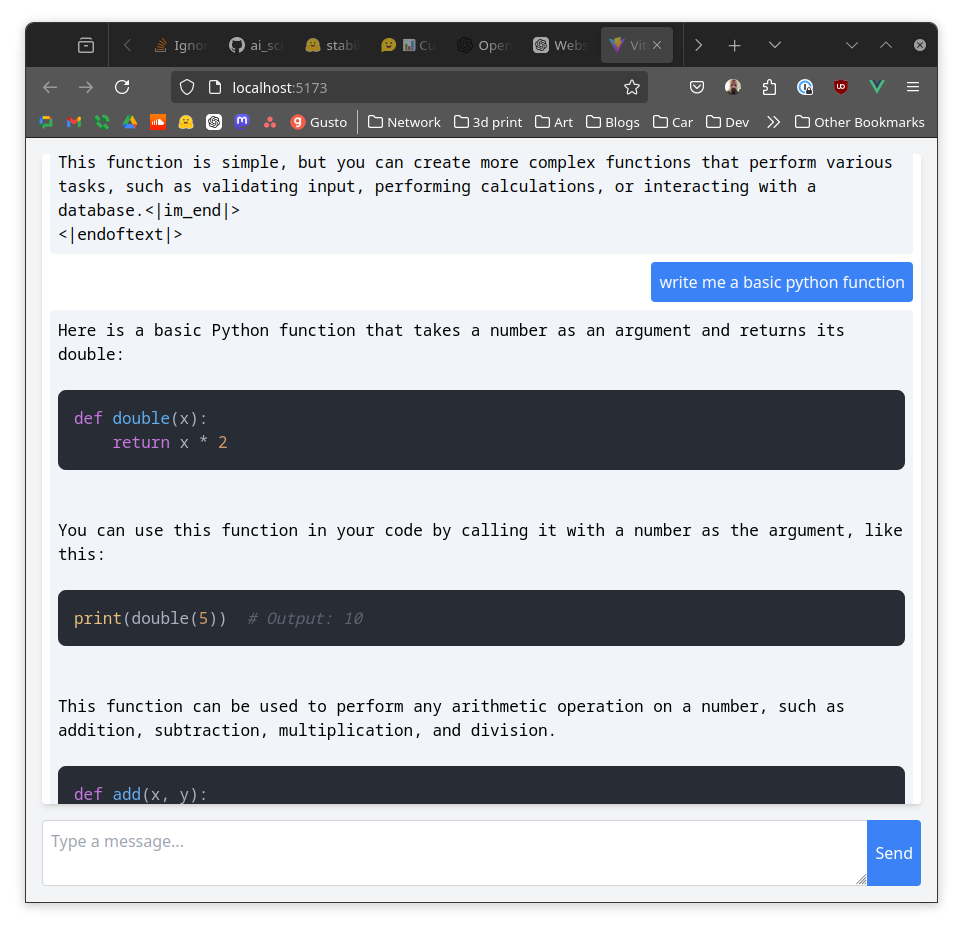 Igno
ai_sc
stabi
Cu
Oper
Webs
Vit
localhost:5173
Gusto
Network
3d print
Art
Blogs
Car
Dev
Other Bookmarks
This function is simple, but you can create more complex functions that perform various
tasks, such as validating input, performing calculations, or interacting with a
database.<|im_end|>
<|endoftext|>
write me a basic python function
Here is a basic Python function that takes a number as an argument and returns its
double:
def double(x):
    return x * 2
You can use this function in your code by calling it with a number as the argument, like
this:
print(double(5))  # Output: 10
This function can be used to perform any arithmetic operation on a number, such as
addition, subtraction, multiplication, and division.
def add(x, y):
Type a message...
Send